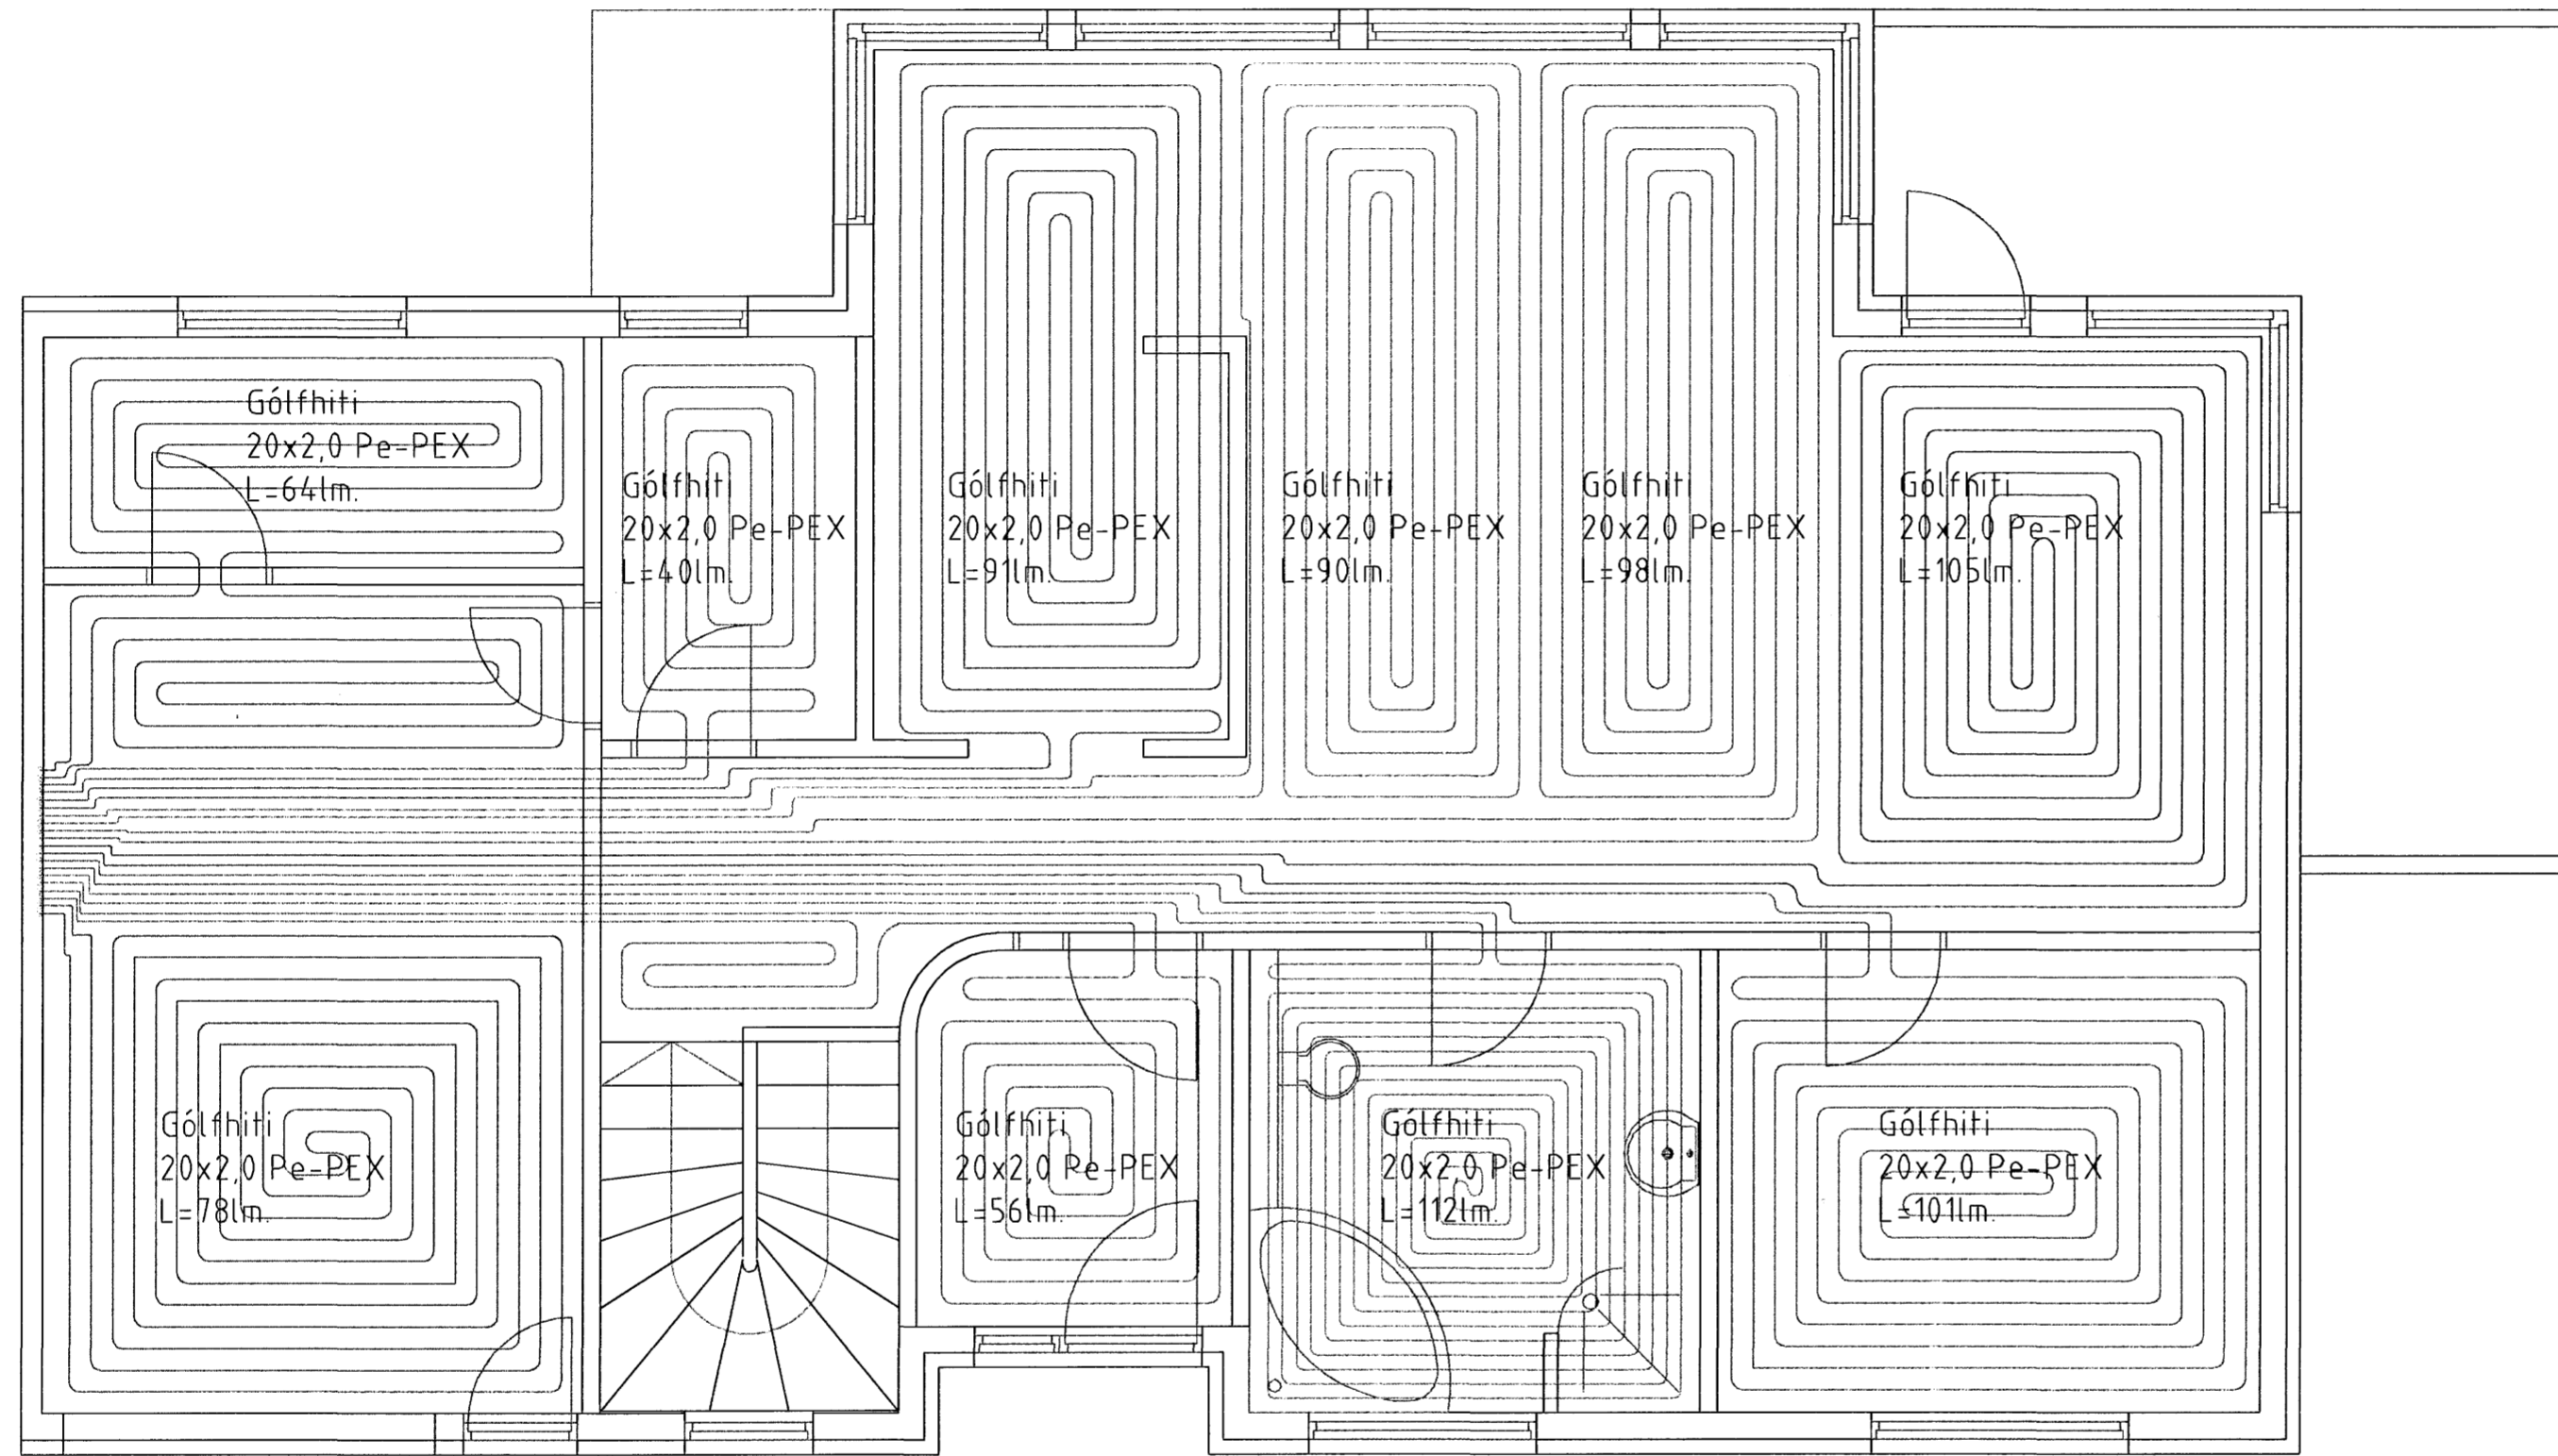 Gólfhiti
20x2,0 Pe-PEX
L=64lm.
Gólfhiti
20x2,0 Pe-PEX
L=40lm.
Gólfhiti
20x2,0 Pe-PEX
L=91lm.
Gólfhiti
20x2,0 Pe-PEX
L=90lm.
Gólfhiti
20x2,0 Pe-PEX
L=98lm.
Gólfhiti
20x2,0 Pe-PEX
L=105lm.
Gólfhiti
20x2,0 Pe-PEX
L=78lm.
Gólfhiti
20x2,0 Pe-PEX
L=56lm.
Gólfhiti
20x2,0 Pe-PEX
L=112lm.
Gólfhiti
20x2,0 Pe-PEX
L=101lm.